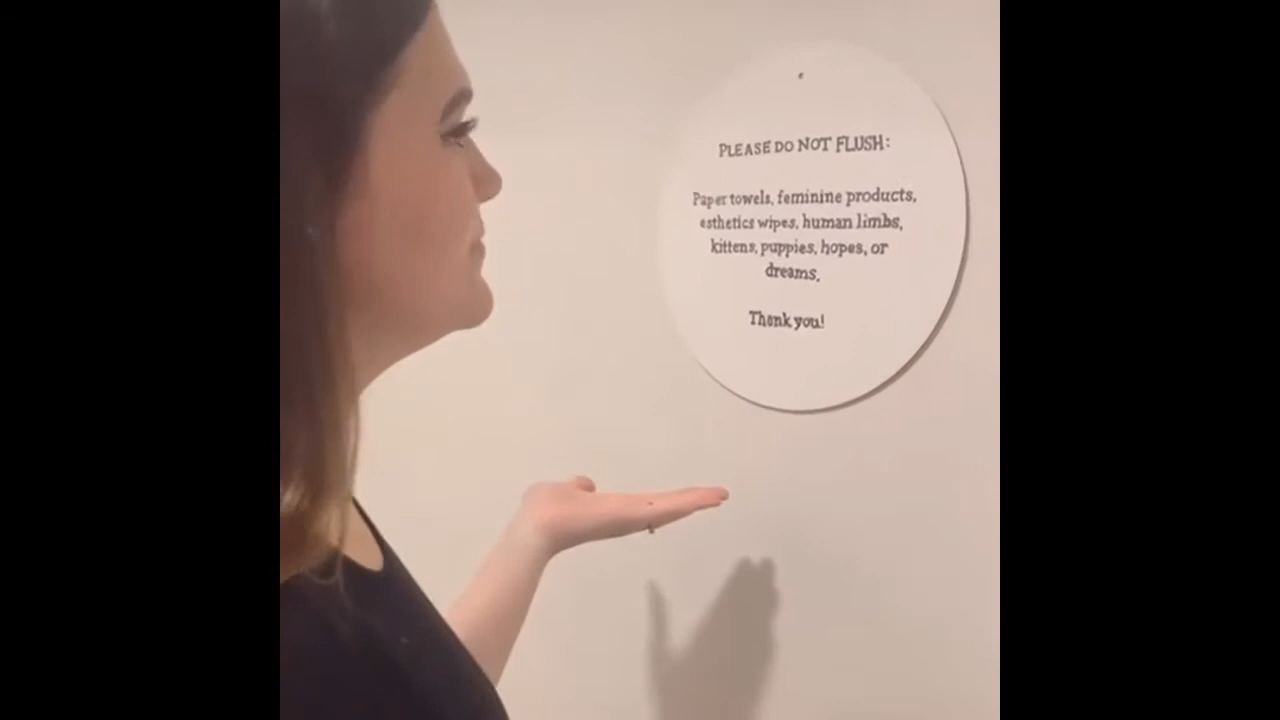 PLEASE DO NOT FLUSH:
Paper towels, feminine products,
esthetics wipes, human limbs,
kittens, puppies, hopes, or
dreams.
Thank you!